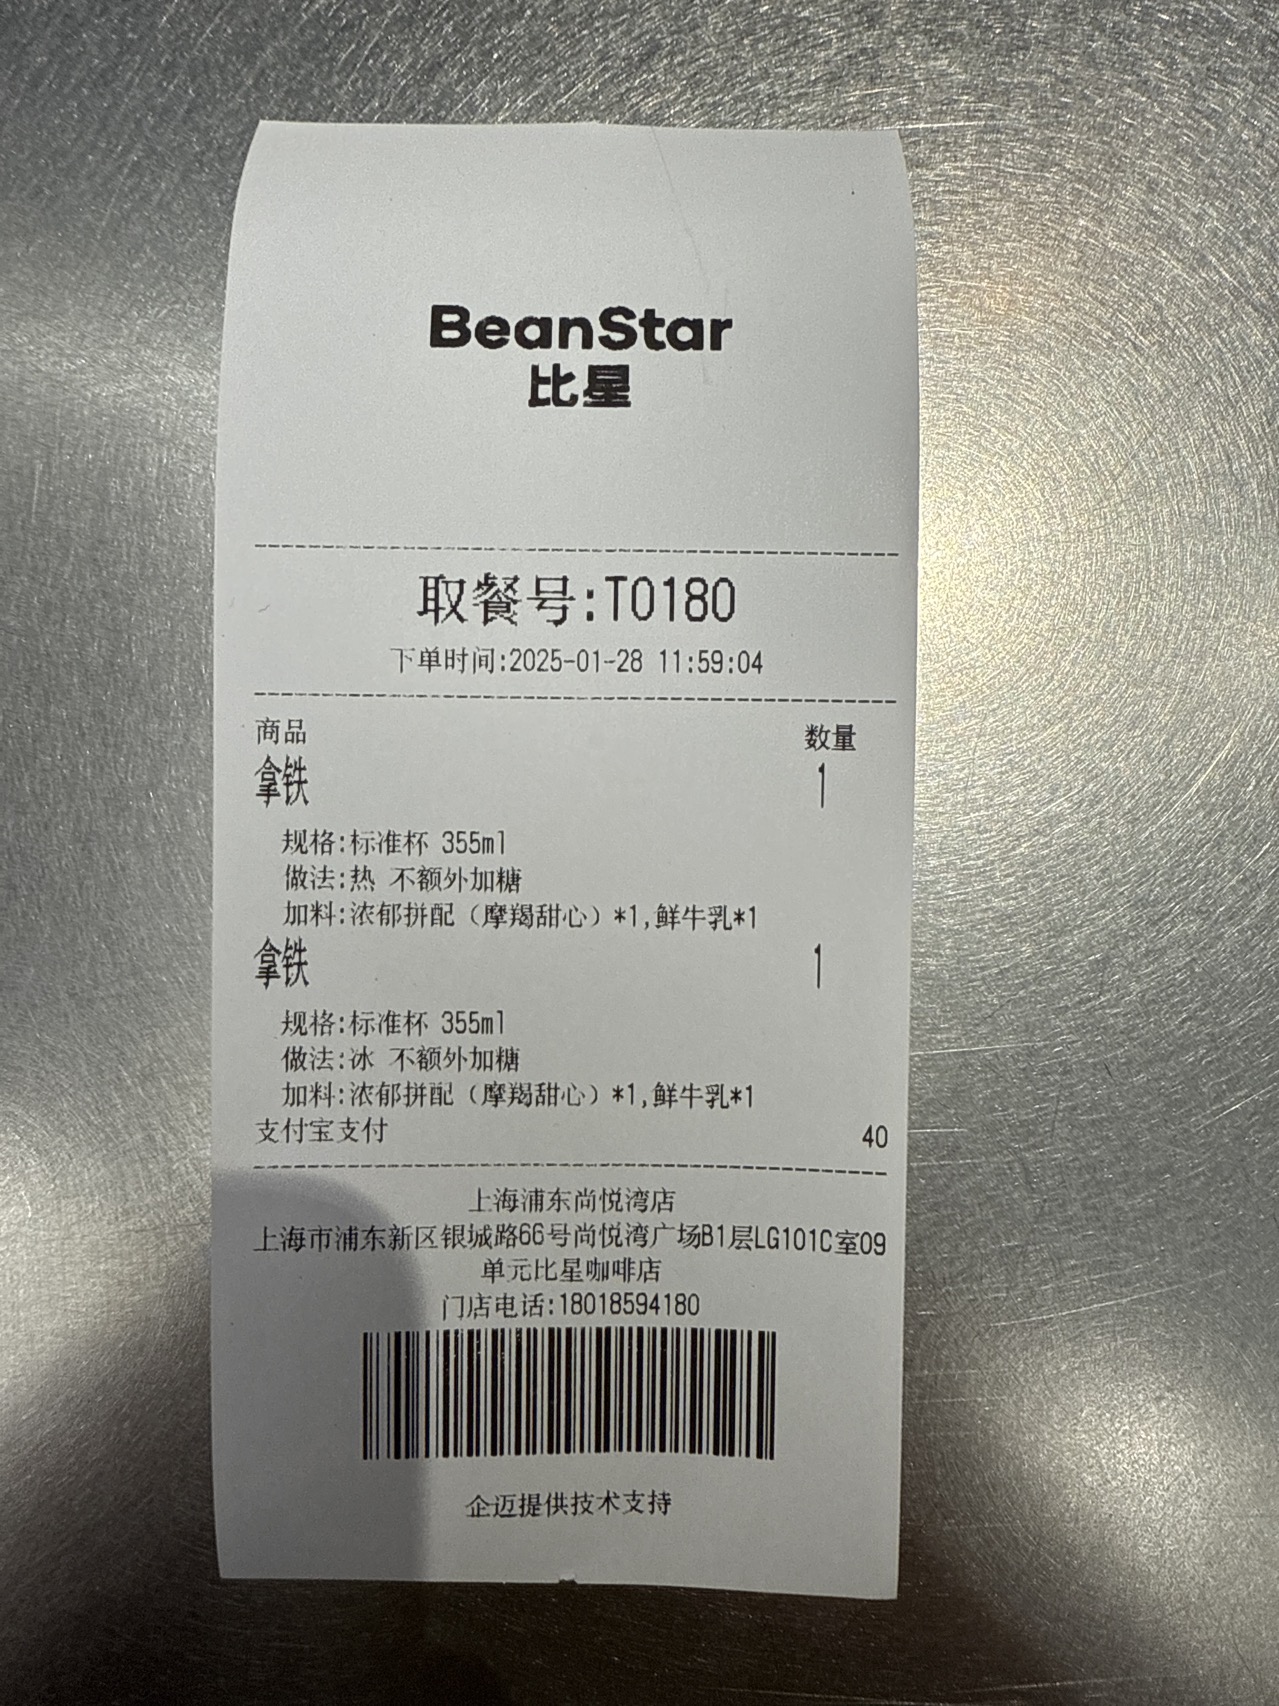 BeanStar
比星
取餐号:T0180
下单时间:2025-01-28 11:59:04
商品 数量
拿铁 1
规格:标准杯 355ml
做法:热 不额外加糖
加料:浓郁拼配（摩羯甜心）*1,鲜牛乳*1
拿铁 1
规格:标准杯 355ml
做法:冰 不额外加糖
加料:浓郁拼配（摩羯甜心）*1,鲜牛乳*1
支付宝支付 40
上海浦东尚悦湾店
上海市浦东新区银城路66号尚悦湾广场B1层LG101C室09
单元比星咖啡店
门店电话:18018594180
企迈提供技术支持